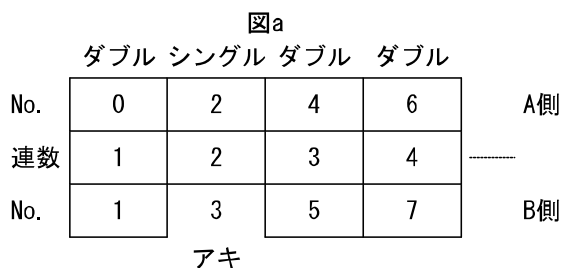 図a
ダブル シングル ダブル ダブル
No. 0 2 4 6 A側
連数 1 2 3 4
No. 1 3 5 7 B側
アキ